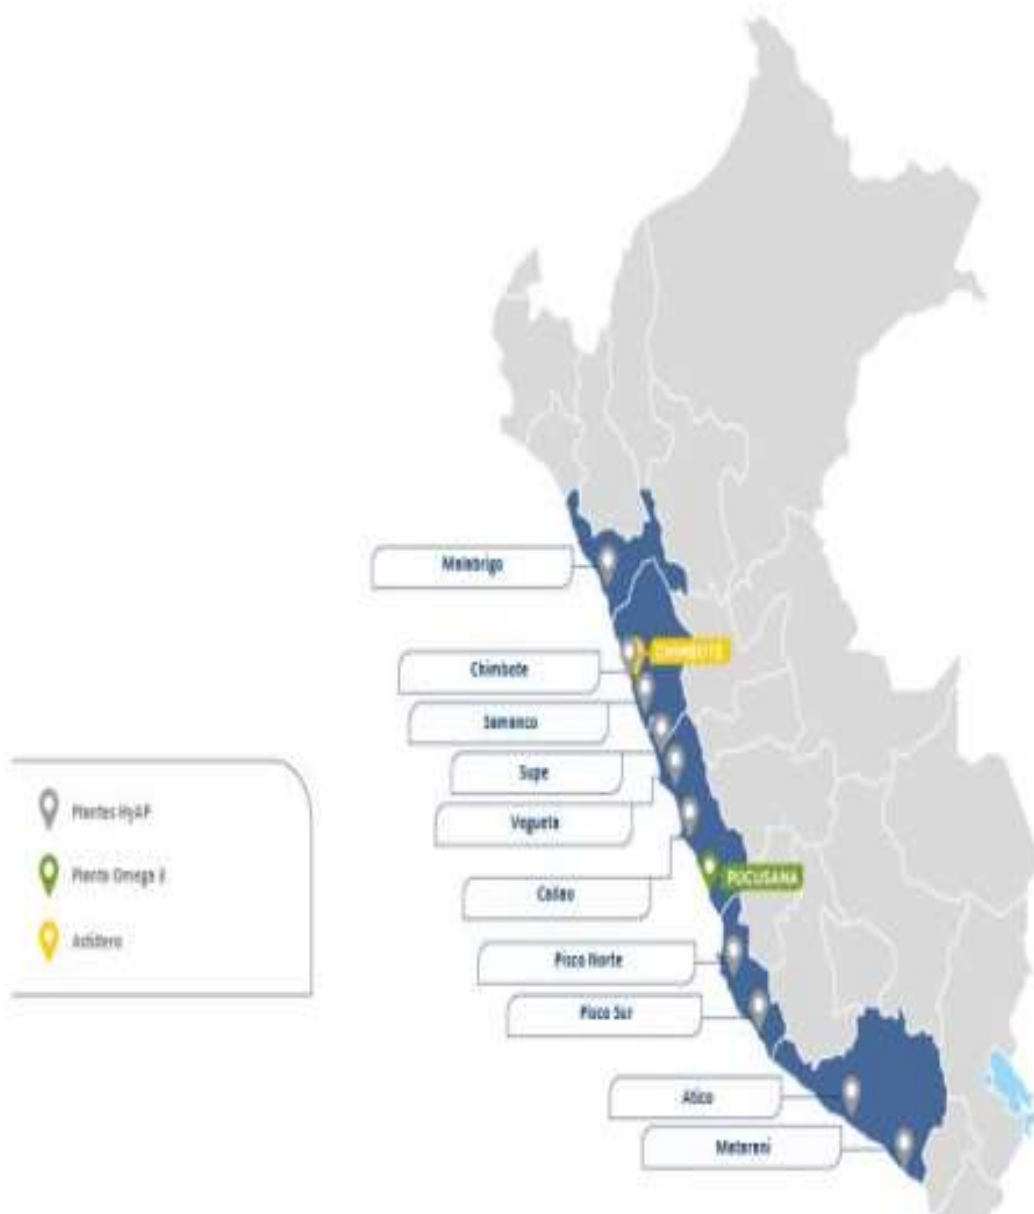 Malabrigo
CHIMBOTE
Chimbote
Samanco
Supe
Vegueta
Plantas HyAP
Planta Omega 3
Callao
PUCUSANA
Astillero
Pisco Norte
Pisco Sur
Atico
Matarani